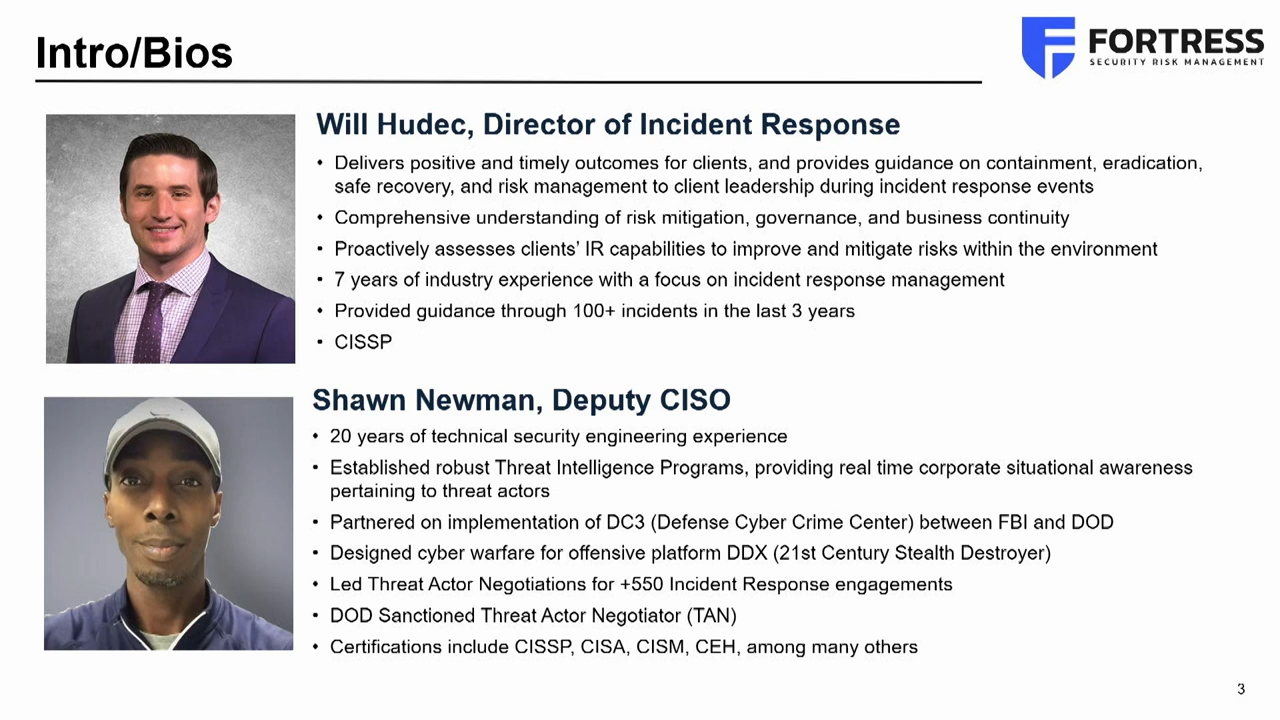 Intro/Bios
FORTRESS
SECURITY RISK MANAGEMENT
Will Hudec, Director of Incident Response
• Delivers positive and timely outcomes for clients, and provides guidance on containment, eradication,
safe recovery, and risk management to client leadership during incident response events
• Comprehensive understanding of risk mitigation, governance, and business continuity
• Proactively assesses clients’ IR capabilities to improve and mitigate risks within the environment
• 7 years of industry experience with a focus on incident response management
• Provided guidance through 100+ incidents in the last 3 years
• CISSP
Shawn Newman, Deputy CISO
• 20 years of technical security engineering experience
• Established robust Threat Intelligence Programs, providing real time corporate situational awareness
pertaining to threat actors
• Partnered on implementation of DC3 (Defense Cyber Crime Center) between FBI and DOD
• Designed cyber warfare for offensive platform DDX (21st Century Stealth Destroyer)
• Led Threat Actor Negotiations for +550 Incident Response engagements
• DOD Sanctioned Threat Actor Negotiator (TAN)
• Certifications include CISSP, CISA, CISM, CEH, among many others
3